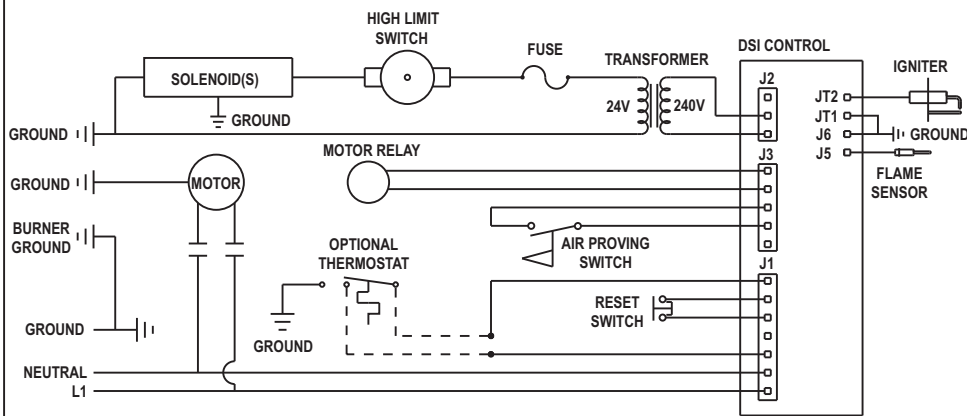 HIGH LIMIT
SWITCH
FUSE
TRANSFORMER
DSI CONTROL
SOLENOID(S)
24V
240V
J2
IGNITER
JT2
JT1
J6
J5
GROUND
GROUND
GROUND
FLAME
SENSOR
GROUND
MOTOR
MOTOR RELAY
J3
BURNER
GROUND
OPTIONAL
THERMOSTAT
AIR PROVING
SWITCH
J1
RESET
SWITCH
GROUND
GROUND
NEUTRAL
L1